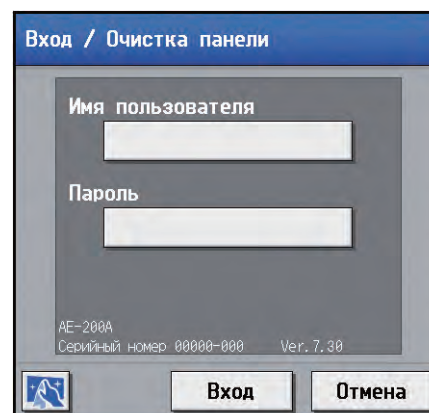 Вход / Очистка панели
Имя пользователя
Пароль
AE-200A
Серийный номер 00000-000 Ver.7.30
Вход Отмена